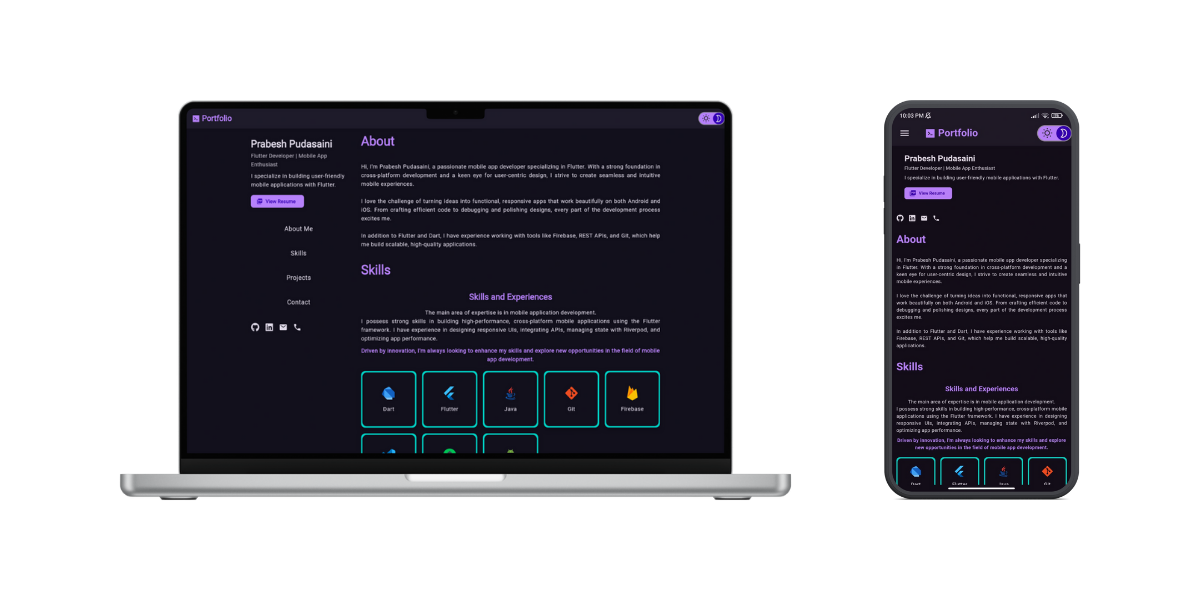 Portfolio
Prabesh Pudasaini
Flutter Developer | Mobile App
Enthusiast
I specialize in building user-friendly
mobile applications with Flutter.
View Resume
About Me
Skills
Projects
Contact
About
Hi, I'm Prabesh Pudasaini, a passionate mobile app developer specializing in Flutter. With a strong foundation in
cross-platform development and a keen eye for user-centric design, I strive to create seamless and intuitive
mobile experiences.
I love the challenge of turning ideas into functional, responsive apps that work beautifully on both Android and
iOS. From crafting efficient code to debugging and polishing designs, every part of the development process
excites me.
In addition to Flutter and Dart, I have experience working with tools like Firebase, REST APIs, and Git, which help
me build scalable, high-quality applications.
Skills
Skills and Experiences
The main area of expertise is in mobile application development.
I possess strong skills in building high-performance, cross-platform mobile applications using the Flutter
framework. I have experience in designing responsive UIs, integrating APIs, managing state with Riverpod, and
optimizing app performance.
Driven by innovation, I'm always looking to enhance my skills and explore new opportunities in the field of mobile
app development.
Dart
Flutter
Java
Git
Firebase
10:03 PM
Portfolio
Prabesh Pudasaini
Flutter Developer | Mobile App Enthusiast
I specialize in building user-friendly mobile applications with Flutter.
View Resume
About
Hi, I'm Prabesh Pudasaini, a passionate mobile app developer specializing
in Flutter. With a strong foundation in cross-platform development and a
keen eye for user-centric design, I strive to create seamless and intuitive
mobile experiences.
I love the challenge of turning ideas into functional, responsive apps that
work beautifully on both Android and iOS. From crafting efficient code to
debugging and polishing designs, every part of the development process
excites me.
In addition to Flutter and Dart, I have experience working with tools like
Firebase, REST APIs, and Git, which help me build scalable, high-quality
applications.
Skills
Skills and Experiences
The main area of expertise is in mobile application development.
I possess strong skills in building high-performance, cross-platform mobile
applications using the Flutter framework. I have experience in designing
responsive UIs, integrating APIs, managing state with Riverpod, and
optimizing app performance.
Driven by innovation, I'm always looking to enhance my skills and explore
new opportunities in the field of mobile app development.
Dart
Flutter
Java
Git